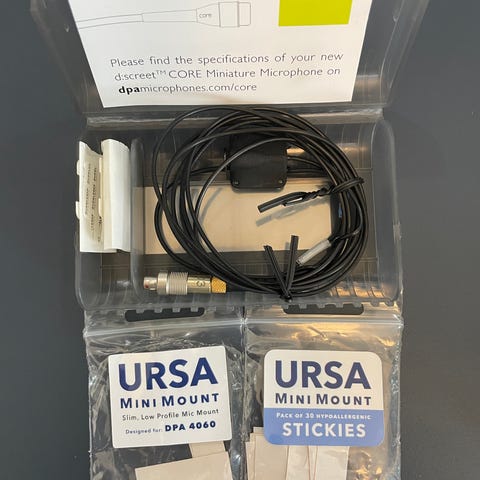 core
Please find the specifications of your new
d:screet™ CORE Miniature Microphone on
dpamicrophones.com/core
3
URSA
MINI MOUNT
Slim, Low Profile Mic Mount
Designed for: DPA 4060
URSA
MINI MOUNT
PACK OF 30 HYPOALLERGENIC
STICKIES